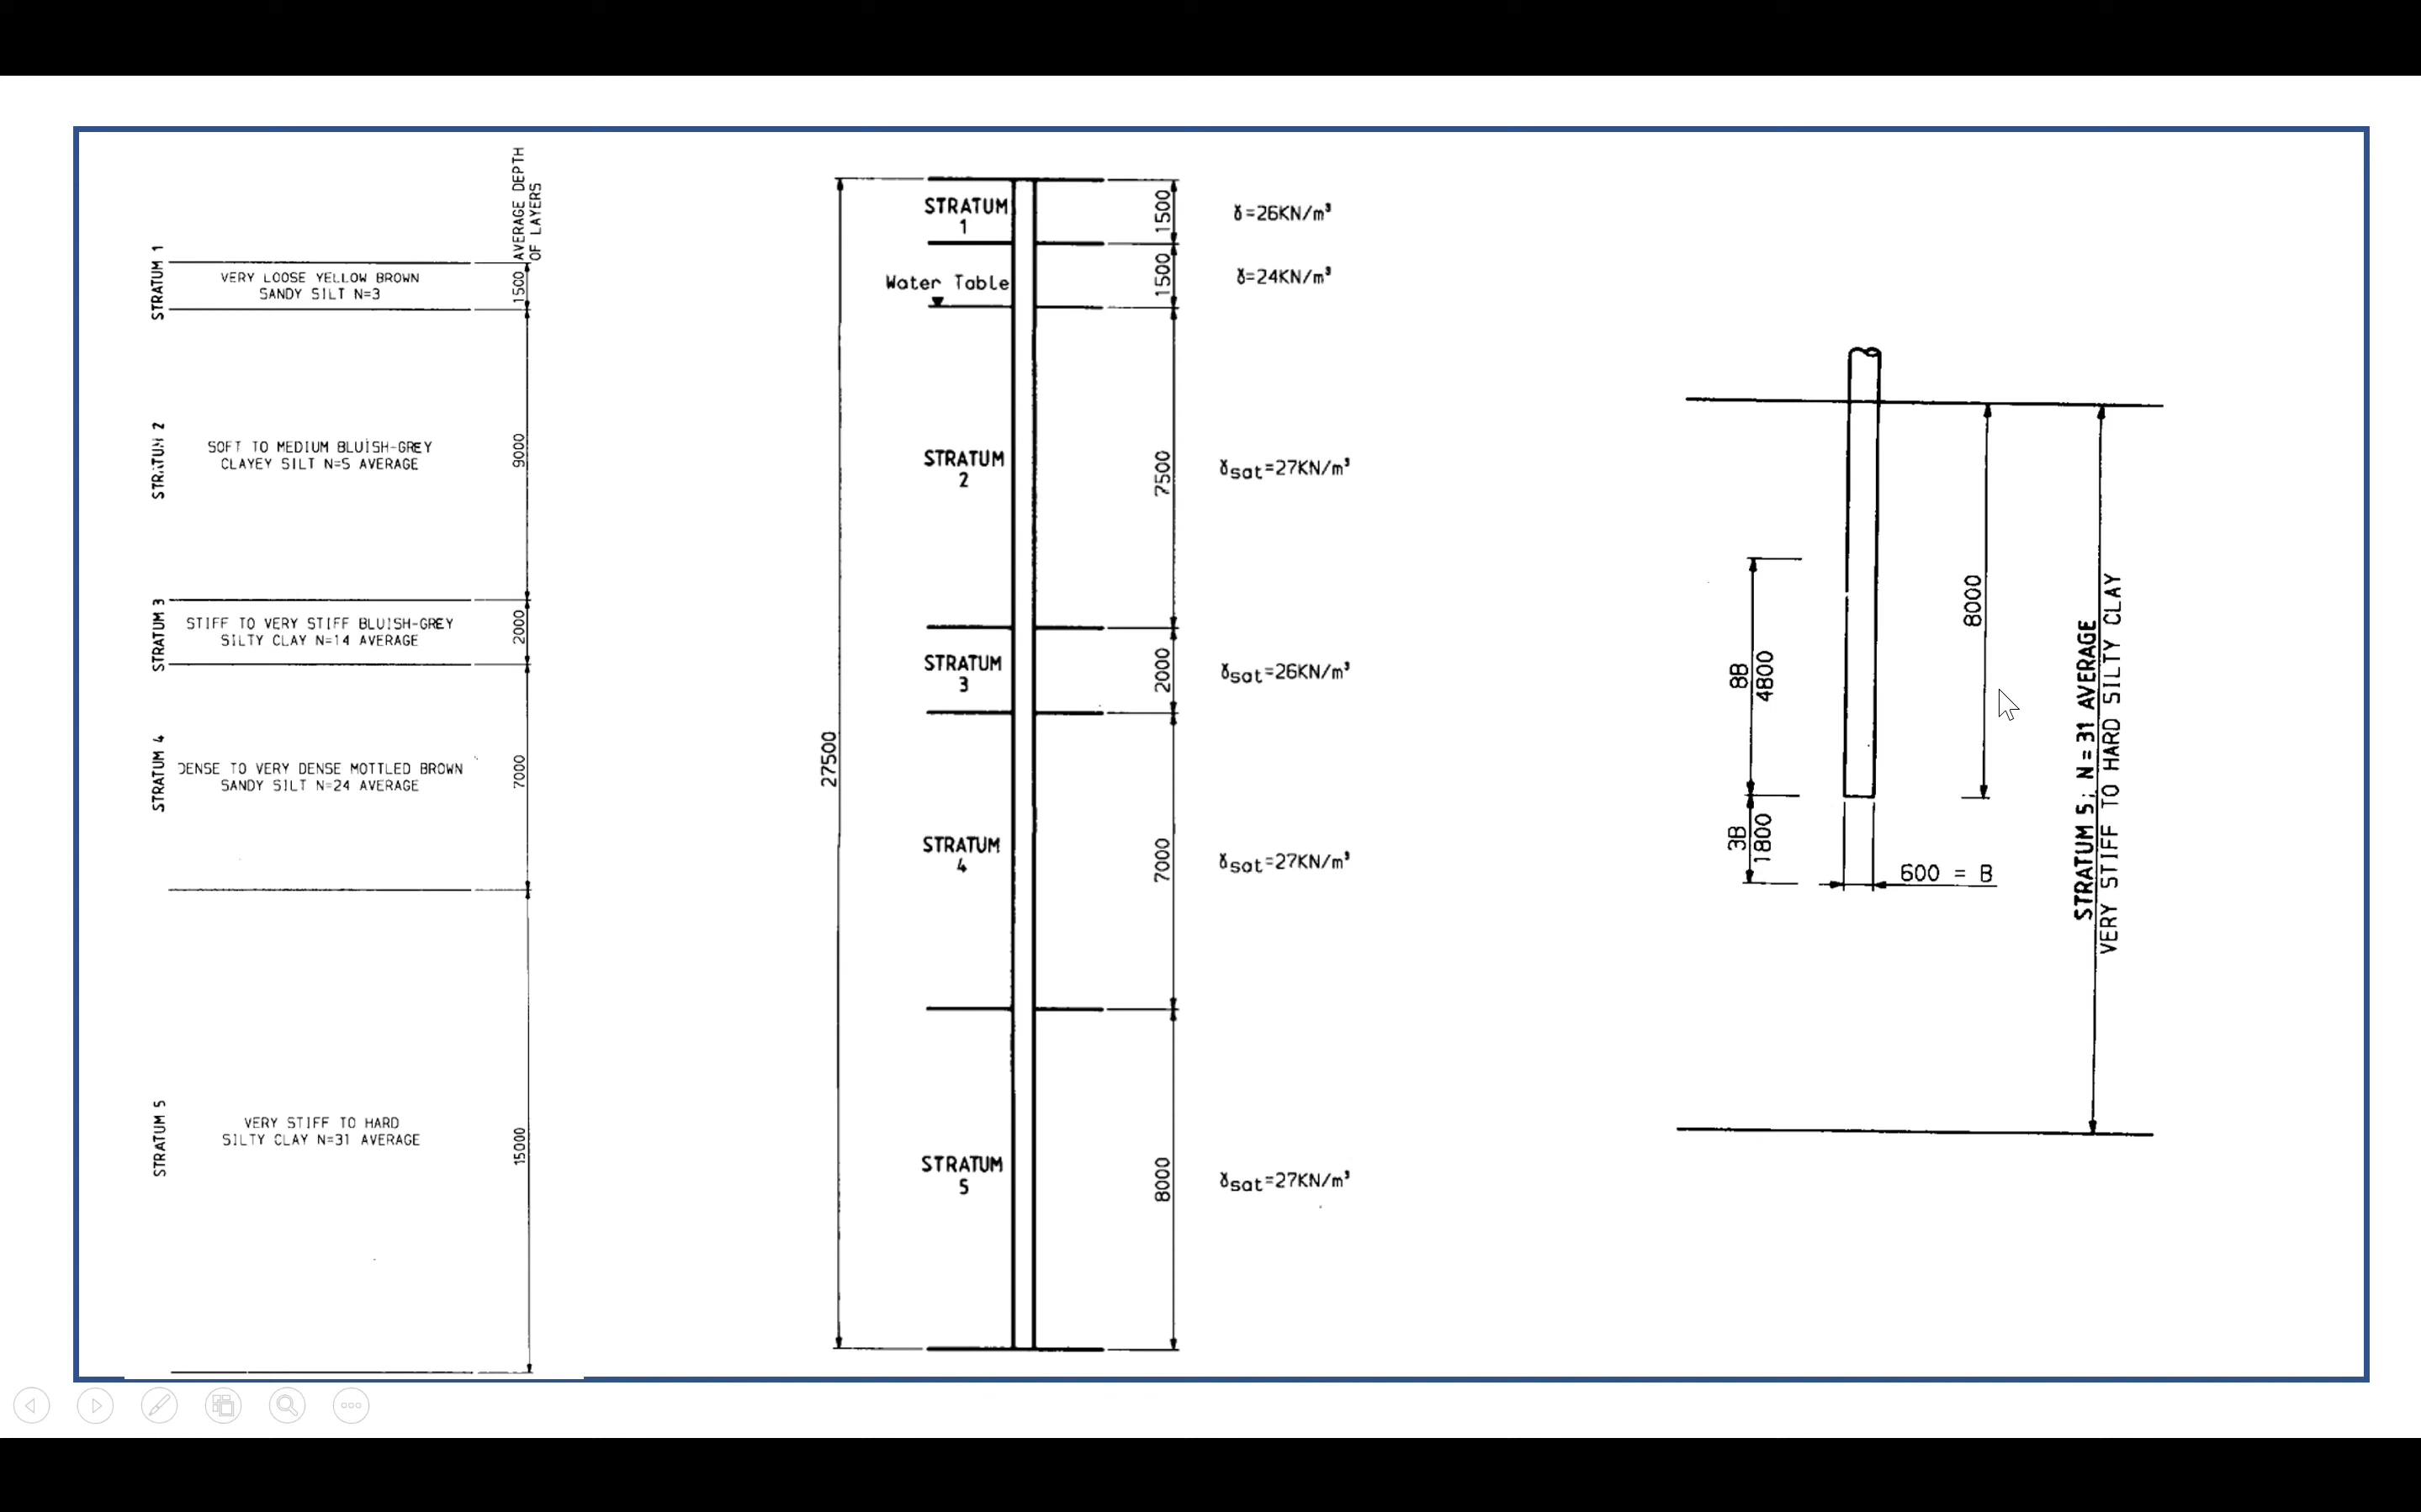 AVERAGE DEPTH
OF LAYERS
STRATUM 1
VERY LOOSE YELLOW BROWN
SANDY SILT N=3
1500
STRATUM 2
SOFT TO MEDIUM BLUISH-GREY
CLAYEY SILT N=5 AVERAGE
9000
STRATUM 3
STIFF TO VERY STIFF BLUISH-GREY
SILTY CLAY N=14 AVERAGE
2000
STRATUM 4
DENSE TO VERY DENSE MOTTLED BROWN
SANDY SILT N=24 AVERAGE
7000
STRATUM 5
VERY STIFF TO HARD
SILTY CLAY N=31 AVERAGE
15000
27500
STRATUM
1
1500
γ=26KN/m³
Water Table
1500
γ=24KN/m³
STRATUM
2
7500
γsat=27KN/m³
STRATUM
3
2000
γsat=26KN/m³
STRATUM
4
7000
γsat=27KN/m³
STRATUM
5
8000
γsat=27KN/m³
8B
4800
3B
1800
600 = B
8000
STRATUM 5; N = 31 AVERAGE
VERY STIFF TO HARD SILTY CLAY